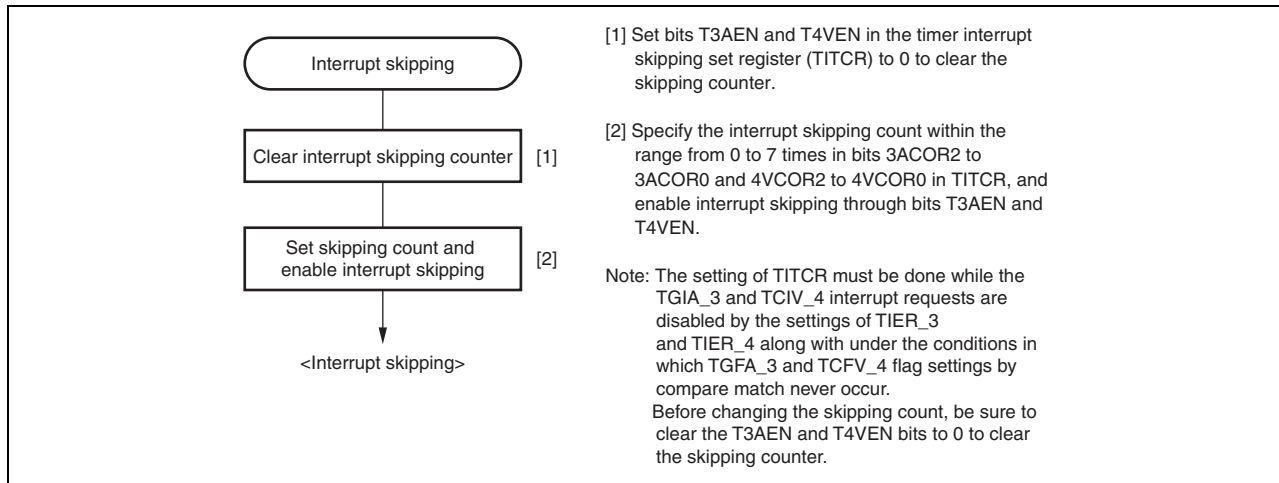 Interrupt skipping
Clear interrupt skipping counter
[1]
Set skipping count and
enable interrupt skipping
[2]
<Interrupt skipping>
[1] Set bits T3AEN and T4VEN in the timer interrupt
skipping set register (TITCR) to 0 to clear the
skipping counter.
[2] Specify the interrupt skipping count within the
range from 0 to 7 times in bits 3ACOR2 to
3ACOR0 and 4VCOR2 to 4VCOR0 in TITCR, and
enable interrupt skipping through bits T3AEN and
T4VEN.
Note: The setting of TITCR must be done while the
TGIA_3 and TCIV_4 interrupt requests are
disabled by the settings of TIER_3
and TIER_4 along with under the conditions in
which TGFA_3 and TCFV_4 flag settings by
compare match never occur.
Before changing the skipping count, be sure to
clear the T3AEN and T4VEN bits to 0 to clear
the skipping counter.